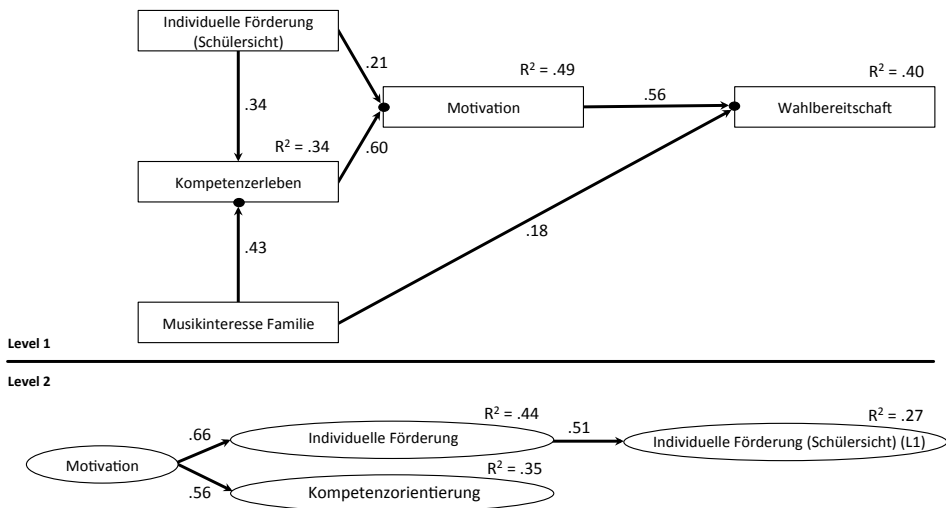 Individuelle Förderung
(Schülersicht)
.21
R² = .49
R² = .40
.34
Motivation
.56
Wahlbereitschaft
R² = .34
.60
Kompetenzerleben
.43
.18
Musikinteresse Familie
Level 1
Level 2
R² = .44
R² = .27
.66
Individuelle Förderung
.51
Individuelle Förderung (Schülersicht) (L1)
Motivation
R² = .35
.56
Kompetenzorientierung